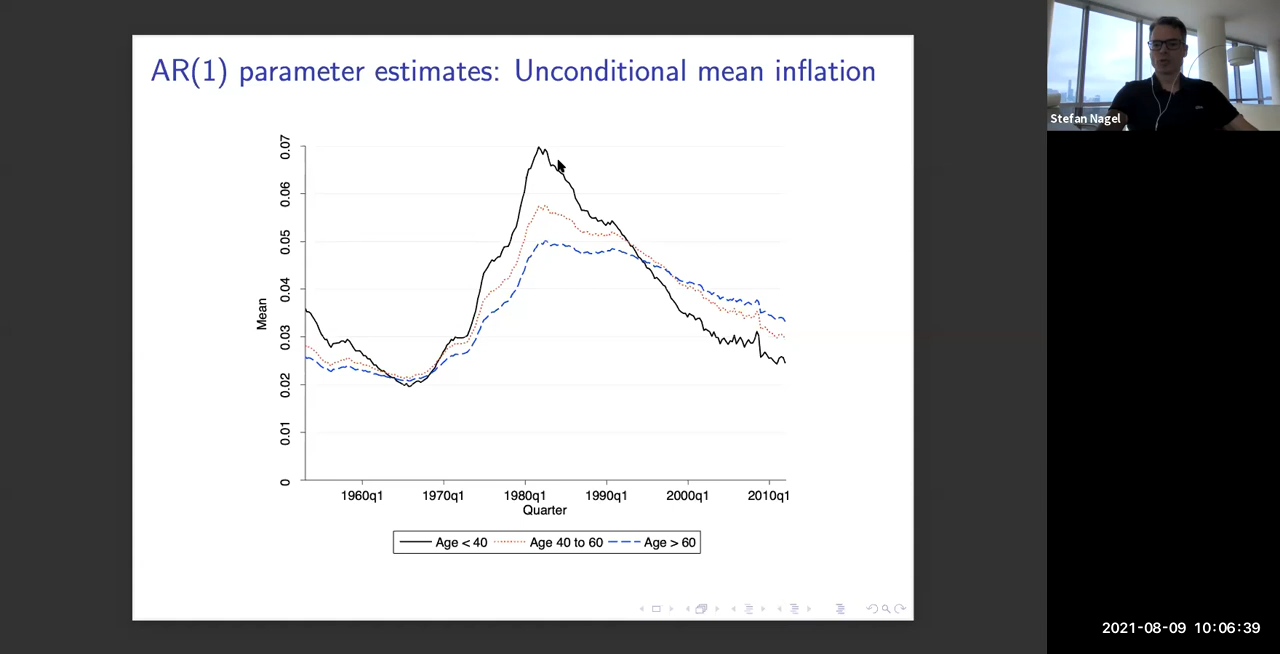 AR(1) parameter estimates: Unconditional mean inflation
Stefan Nagel
0.07
0.06
0.05
0.04
0.03
0.02
0.01
0
Mean
1960q1 1970q1 1980q1 1990q1 2000q1 2010q1
Quarter
Age < 40 Age 40 to 60 Age > 60
2021-08-09 10:06:39